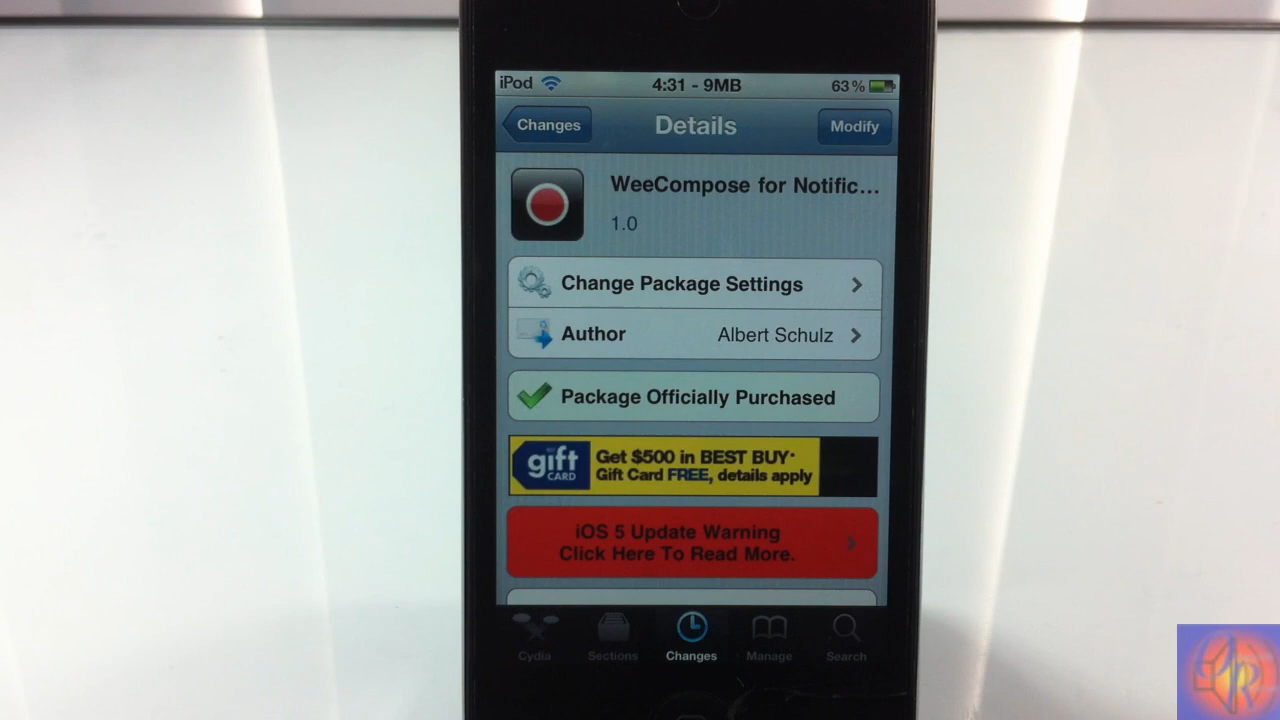 iPod 4:31 - 9MB 63%
Changes Details Modify
WeeCompose for Notific...
1.0
Change Package Settings
Author Albert Schulz
Package Officially Purchased
gift CARD
Get $500 in BEST BUY•
Gift Card FREE, details apply
iOS 5 Update Warning
Click Here To Read More.
Cydia Sections Changes Manage Search